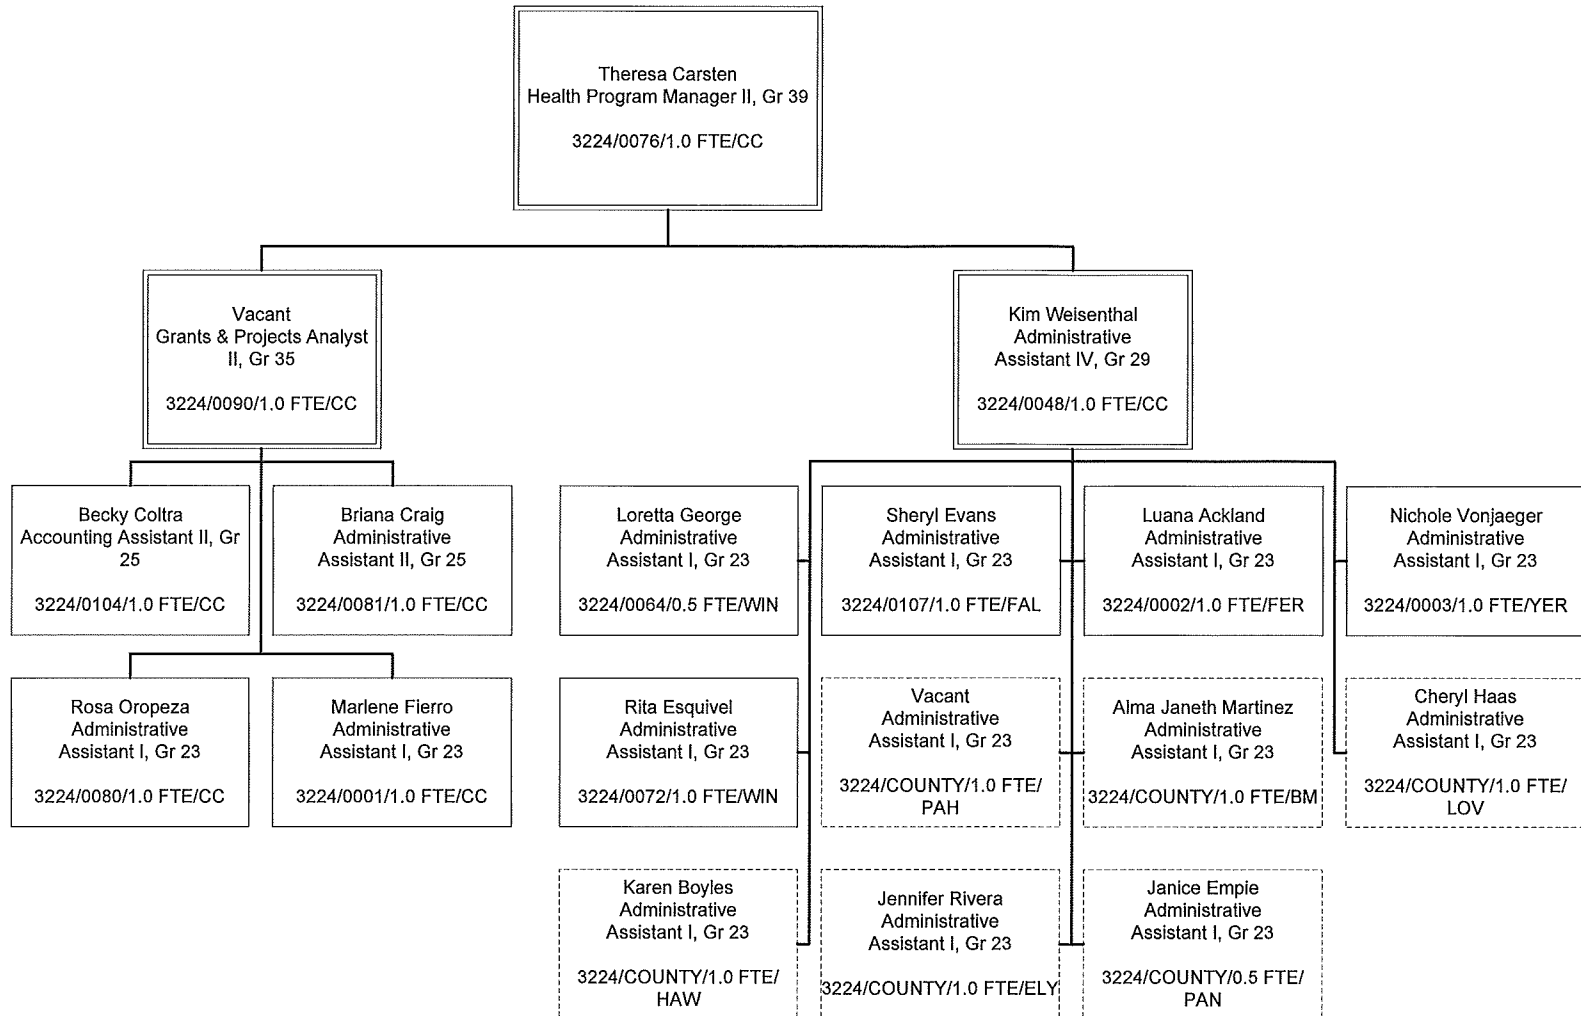 Theresa Carsten
Health Program Manager II, Gr 39
3224/0076/1.0 FTE/CC
Vacant
Grants & Projects Analyst
II, Gr 35
3224/0090/1.0 FTE/CC
Kim Weisenthal
Administrative
Assistant IV, Gr 29
3224/0048/1.0 FTE/CC
Becky Coltra
Accounting Assistant II, Gr
25
3224/0104/1.0 FTE/CC
Briana Craig
Administrative
Assistant II, Gr 25
3224/0081/1.0 FTE/CC
Loretta George
Administrative
Assistant I, Gr 23
3224/0064/0.5 FTE/WIN
Sheryl Evans
Administrative
Assistant I, Gr 23
3224/0107/1.0 FTE/FAL
Luana Ackland
Administrative
Assistant I, Gr 23
3224/0002/1.0 FTE/FER
Nichole Vonjaeger
Administrative
Assistant I, Gr 23
3224/0003/1.0 FTE/YER
Rosa Oropeza
Administrative
Assistant I, Gr 23
3224/0080/1.0 FTE/CC
Marlene Fierro
Administrative
Assistant I, Gr 23
3224/0001/1.0 FTE/CC
Rita Esquivel
Administrative
Assistant I, Gr 23
3224/0072/1.0 FTE/WIN
Vacant
Administrative
Assistant I, Gr 23
3224/COUNTY/1.0 FTE/
PAH
Alma Janeth Martinez
Administrative
Assistant I, Gr 23
3224/COUNTY/1.0 FTE/BM
Cheryl Haas
Administrative
Assistant I, Gr 23
3224/COUNTY/1.0 FTE/
LOV
Karen Boyles
Administrative
Assistant I, Gr 23
3224/COUNTY/1.0 FTE/
HAW
Jennifer Rivera
Administrative
Assistant I, Gr 23
3224/COUNTY/1.0 FTE/ELY
Janice Empie
Administrative
Assistant I, Gr 23
3224/COUNTY/0.5 FTE/
PAN